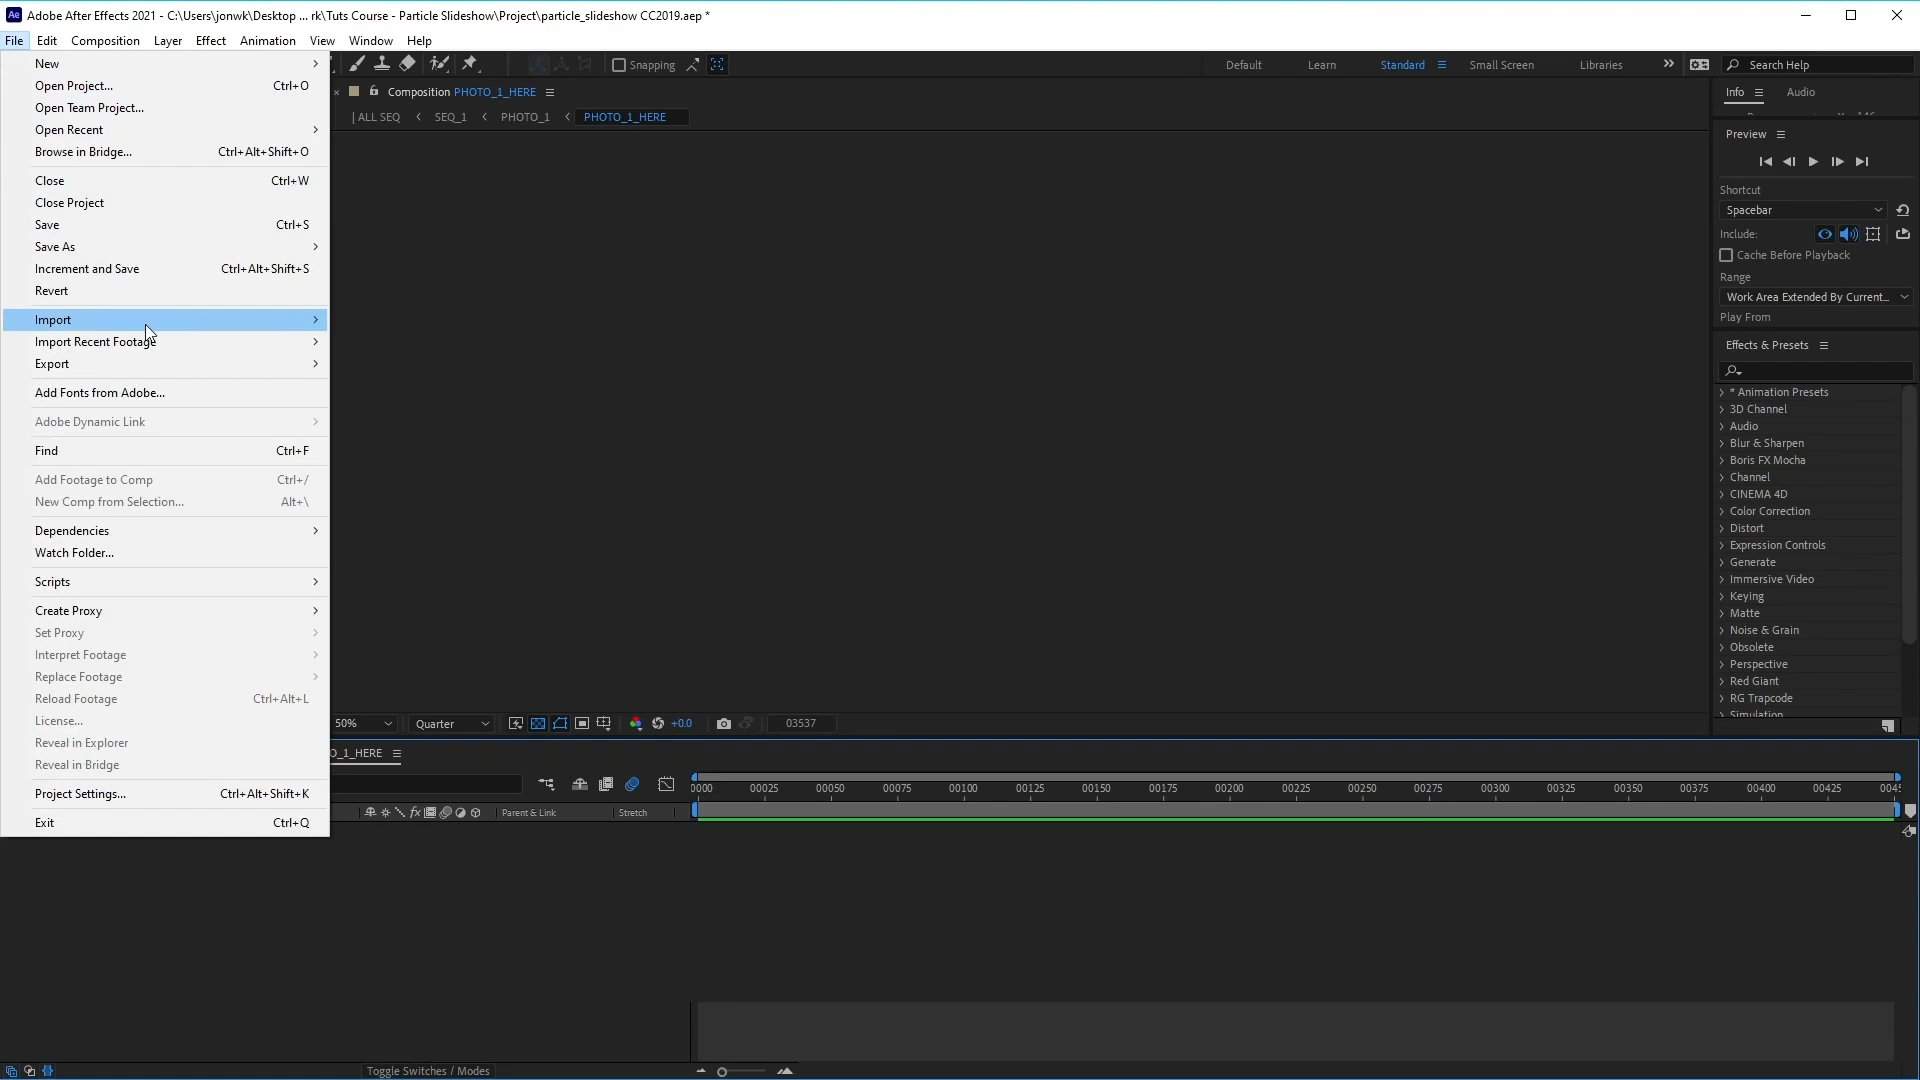 Adobe After Effects 2021 - C:\Users\jonwk\Desktop ... rk\Tuts Course - Particle Slideshow\Project\particle_slideshow CC2019.aep *
File Edit Composition Layer Effect Animation View Window Help
Snapping Default Learn Standard Small Screen Libraries Search Help
New
Open Project... Ctrl+O
Open Team Project...
Open Recent
Browse in Bridge... Ctrl+Alt+Shift+O
Close Ctrl+W
Close Project
Save Ctrl+S
Save As
Increment and Save Ctrl+Alt+Shift+S
Revert
Import
Import Recent Footage
Export
Add Fonts from Adobe...
Adobe Dynamic Link
Find Ctrl+F
Add Footage to Comp Ctrl+/
New Comp from Selection... Alt+\
Dependencies
Watch Folder...
Scripts
Create Proxy
Set Proxy
Interpret Footage
Replace Footage
Reload Footage Ctrl+Alt+L
License...
Reveal in Explorer
Reveal in Bridge
Project Settings... Ctrl+Alt+Shift+K
Exit Ctrl+Q
Composition PHOTO_1_HERE
ALL SEQ SEQ_1 PHOTO_1 PHOTO_1_HERE
50% Quarter +0.0 03537
Info Audio
Preview
Shortcut
Spacebar
Include:
Cache Before Playback
Range
Work Area Extended By Current...
Play From
Effects & Presets
* Animation Presets
3D Channel
Audio
Blur & Sharpen
Boris FX Mocha
Channel
CINEMA 4D
Color Correction
Distort
Expression Controls
Generate
Immersive Video
Keying
Matte
Noise & Grain
Obsolete
Perspective
Red Giant
RG Trapcode
Simulation
O_1_HERE
0000 00025 00050 00075 00100 00125 00150 00175 00200 00225 00250 00275 00300 00325 00350 00375 00400 00425 0045
fx Parent & Link Stretch
Toggle Switches / Modes